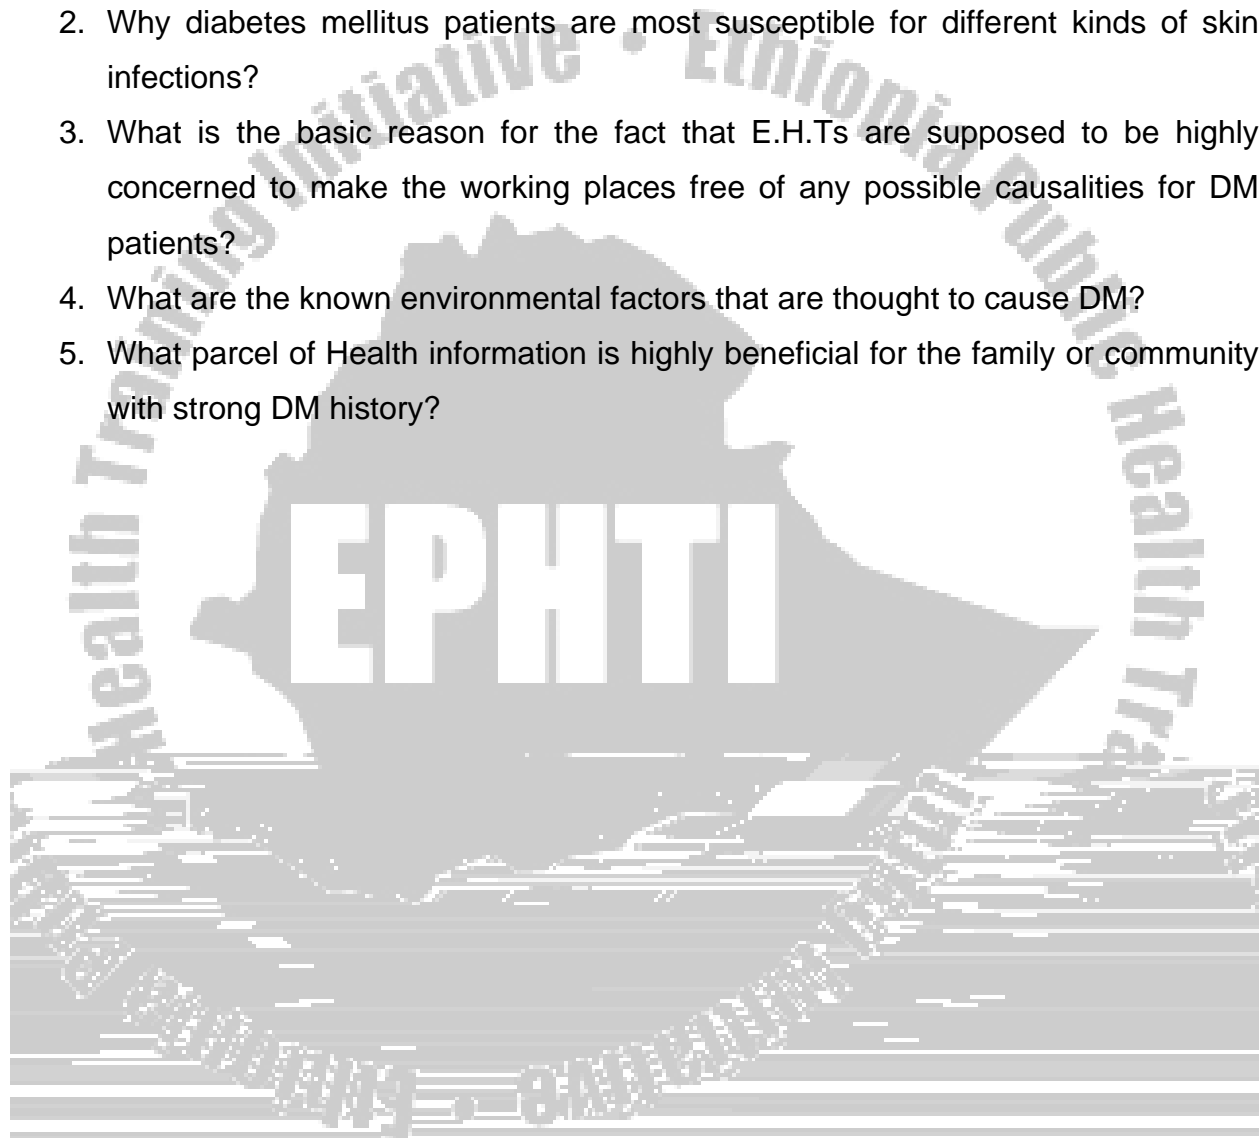 2. Why diabetes mellitus patients are most susceptible for different kinds of skin
infections?
3. What is the basic reason for the fact that E.H.Ts are supposed to be highly
concerned to make the working places free of any possible causalities for DM
patients?
4. What are the known environmental factors that are thought to cause DM?
5. What parcel of Health information is highly beneficial for the family or community
with strong DM history?
EPHTI
Health Training Initiative • Ethiopia Public Health Tra